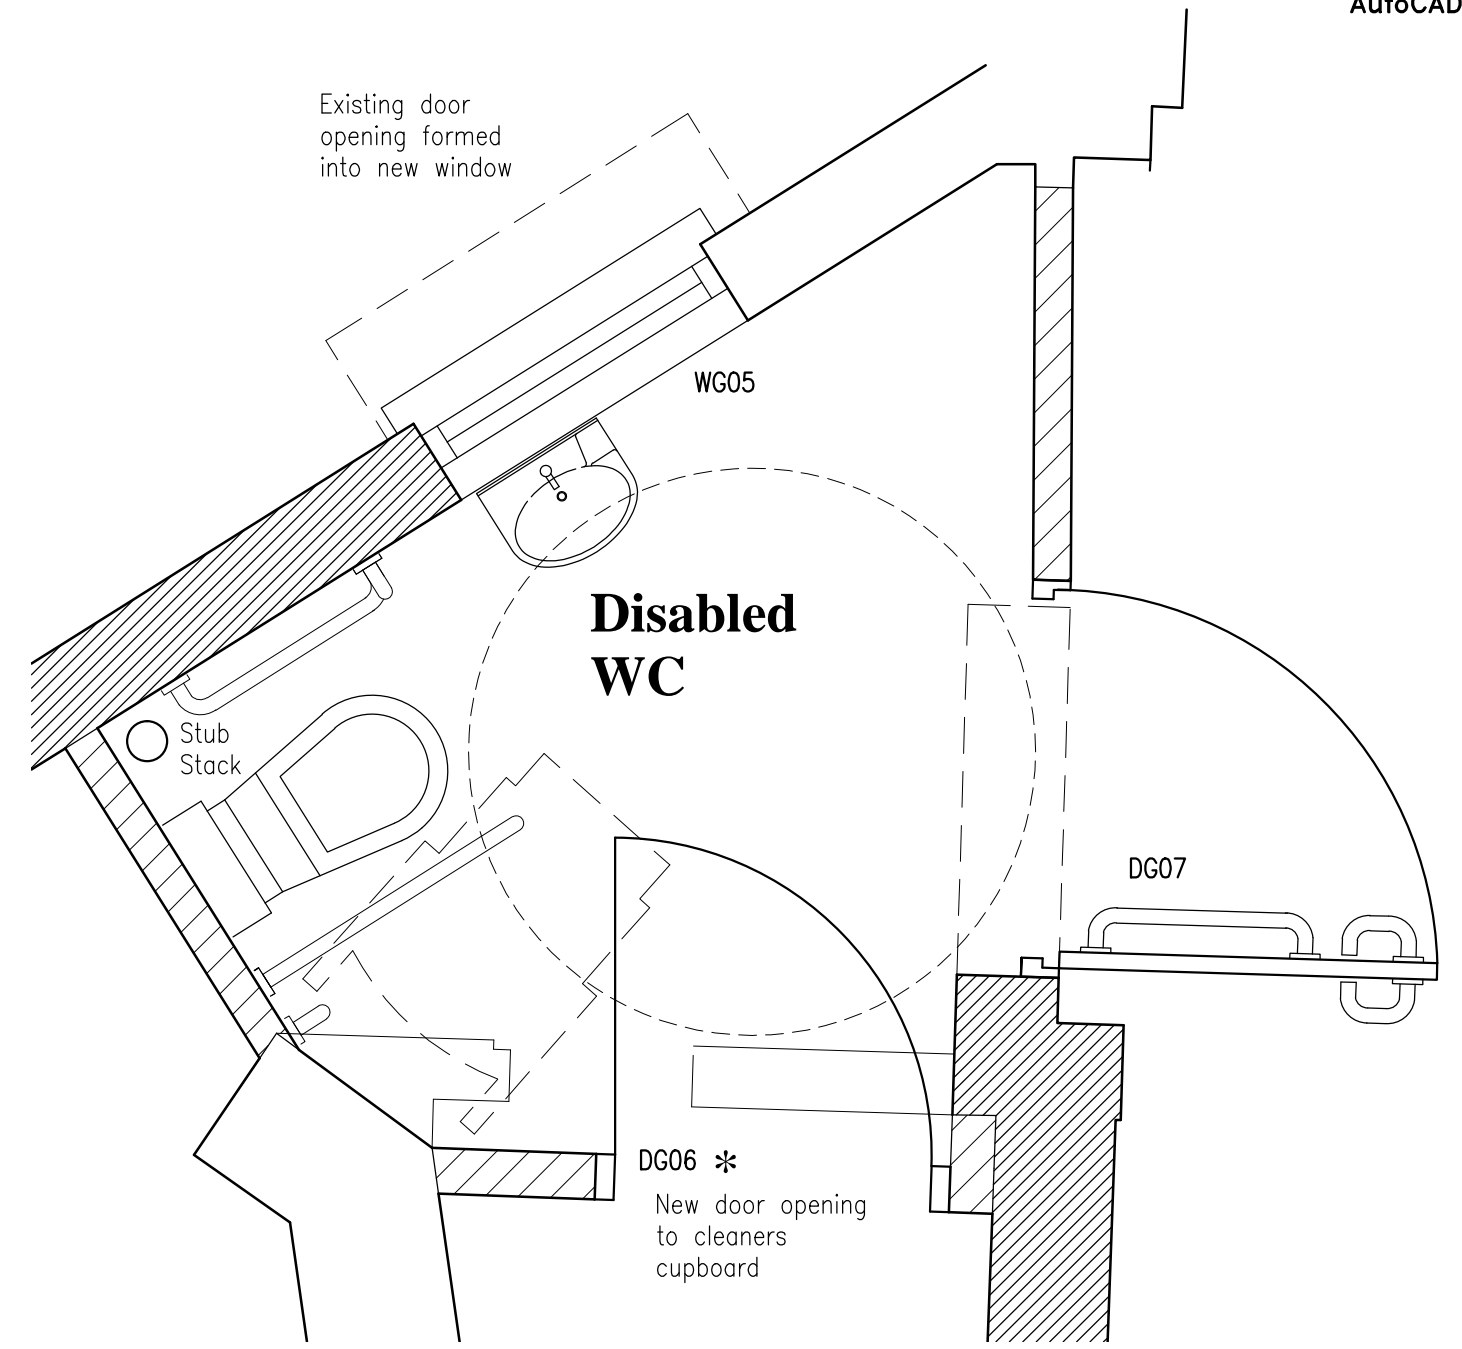 AutoCAD
Existing door
opening formed
into new window
WG05
Disabled
WC
Stub
Stack
DG07
DG06 *
New door opening
to cleaners
cupboard